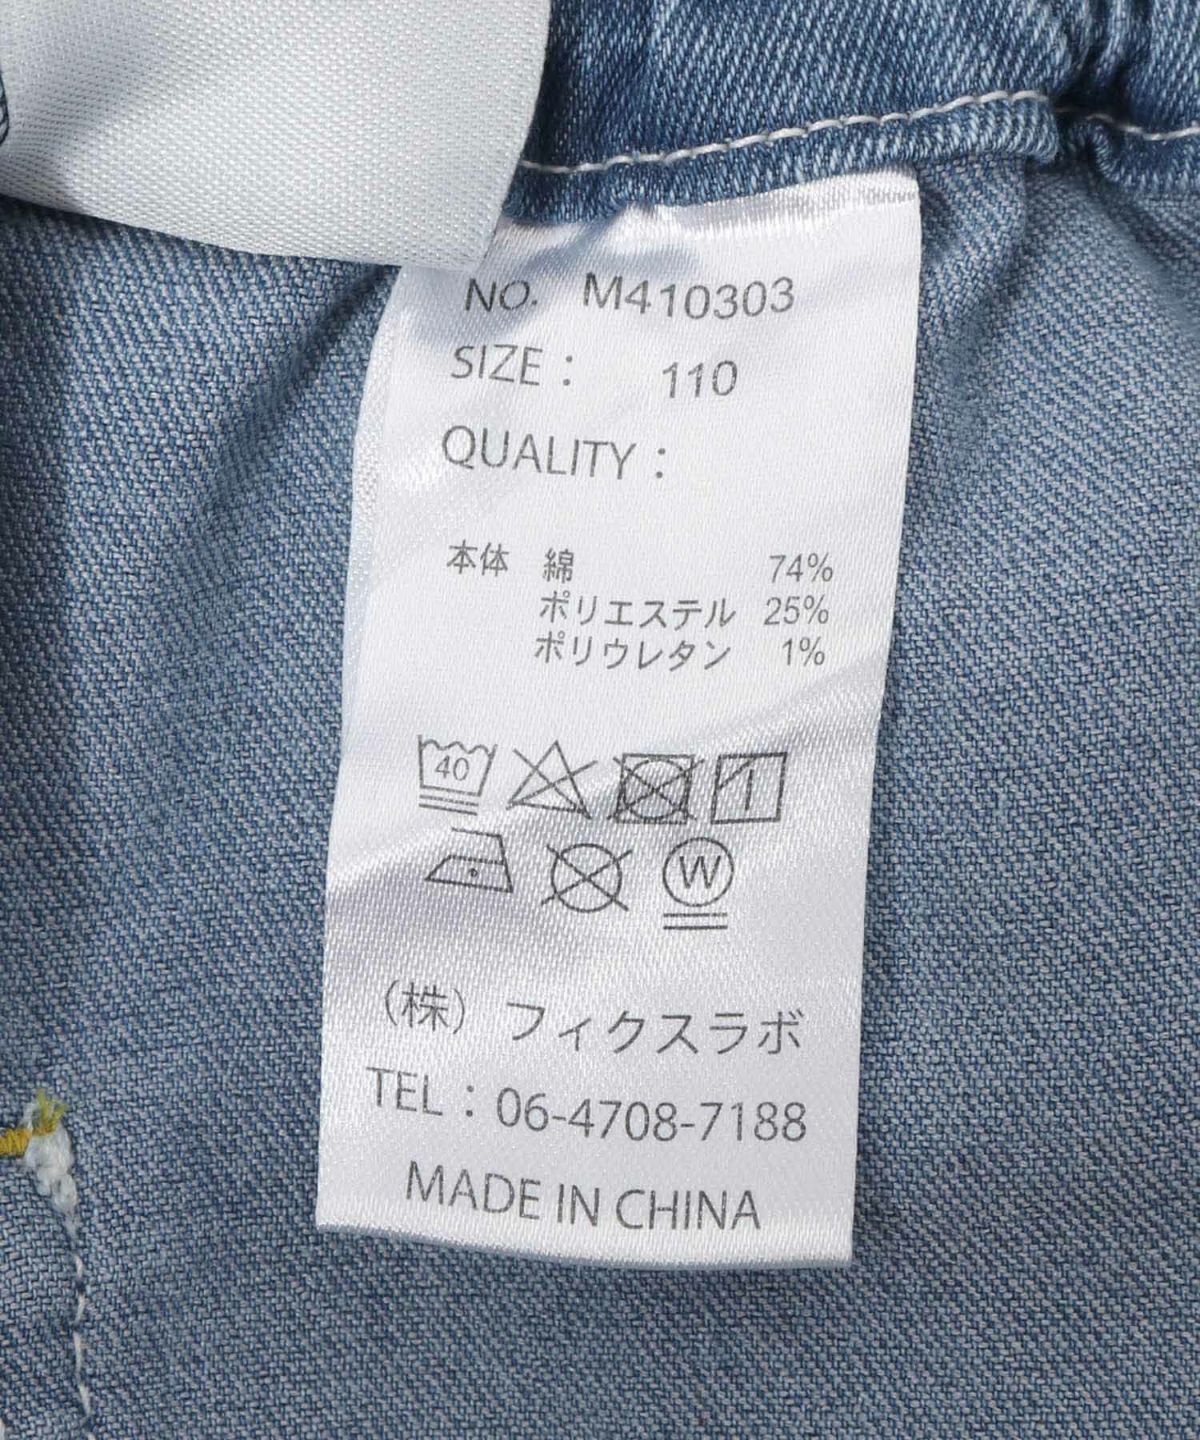 NO. M410303
SIZE: 110
QUALITY:
本体 綿 74%
ポリエステル 25%
ポリウレタン 1%
40
W
(株) フィクスラボ
TEL: 06-4708-7188
MADE IN CHINA